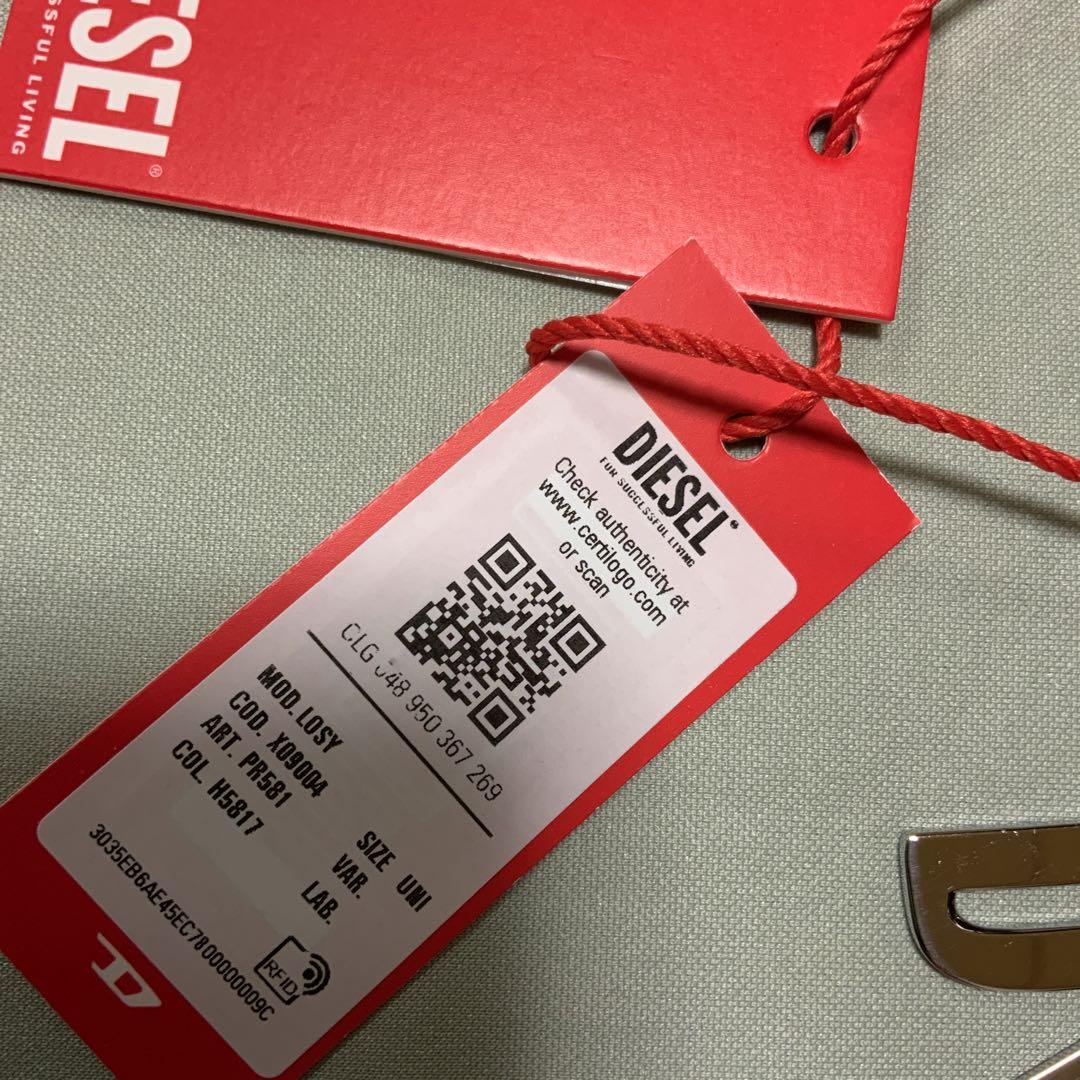 ESEL®
SSFUL LIVING
DIESEL®
FOR SUCCESSFUL LIVING
Check authenticity at
www.certilogo.com
or scan
CLG 048 950 367 269
MOD. LOSY
COD. X09004
ART. PR581
COL. H5817
SIZE UNI
VAR.
LAB.
3035EB6AE45EC7800000009C
RFID
D